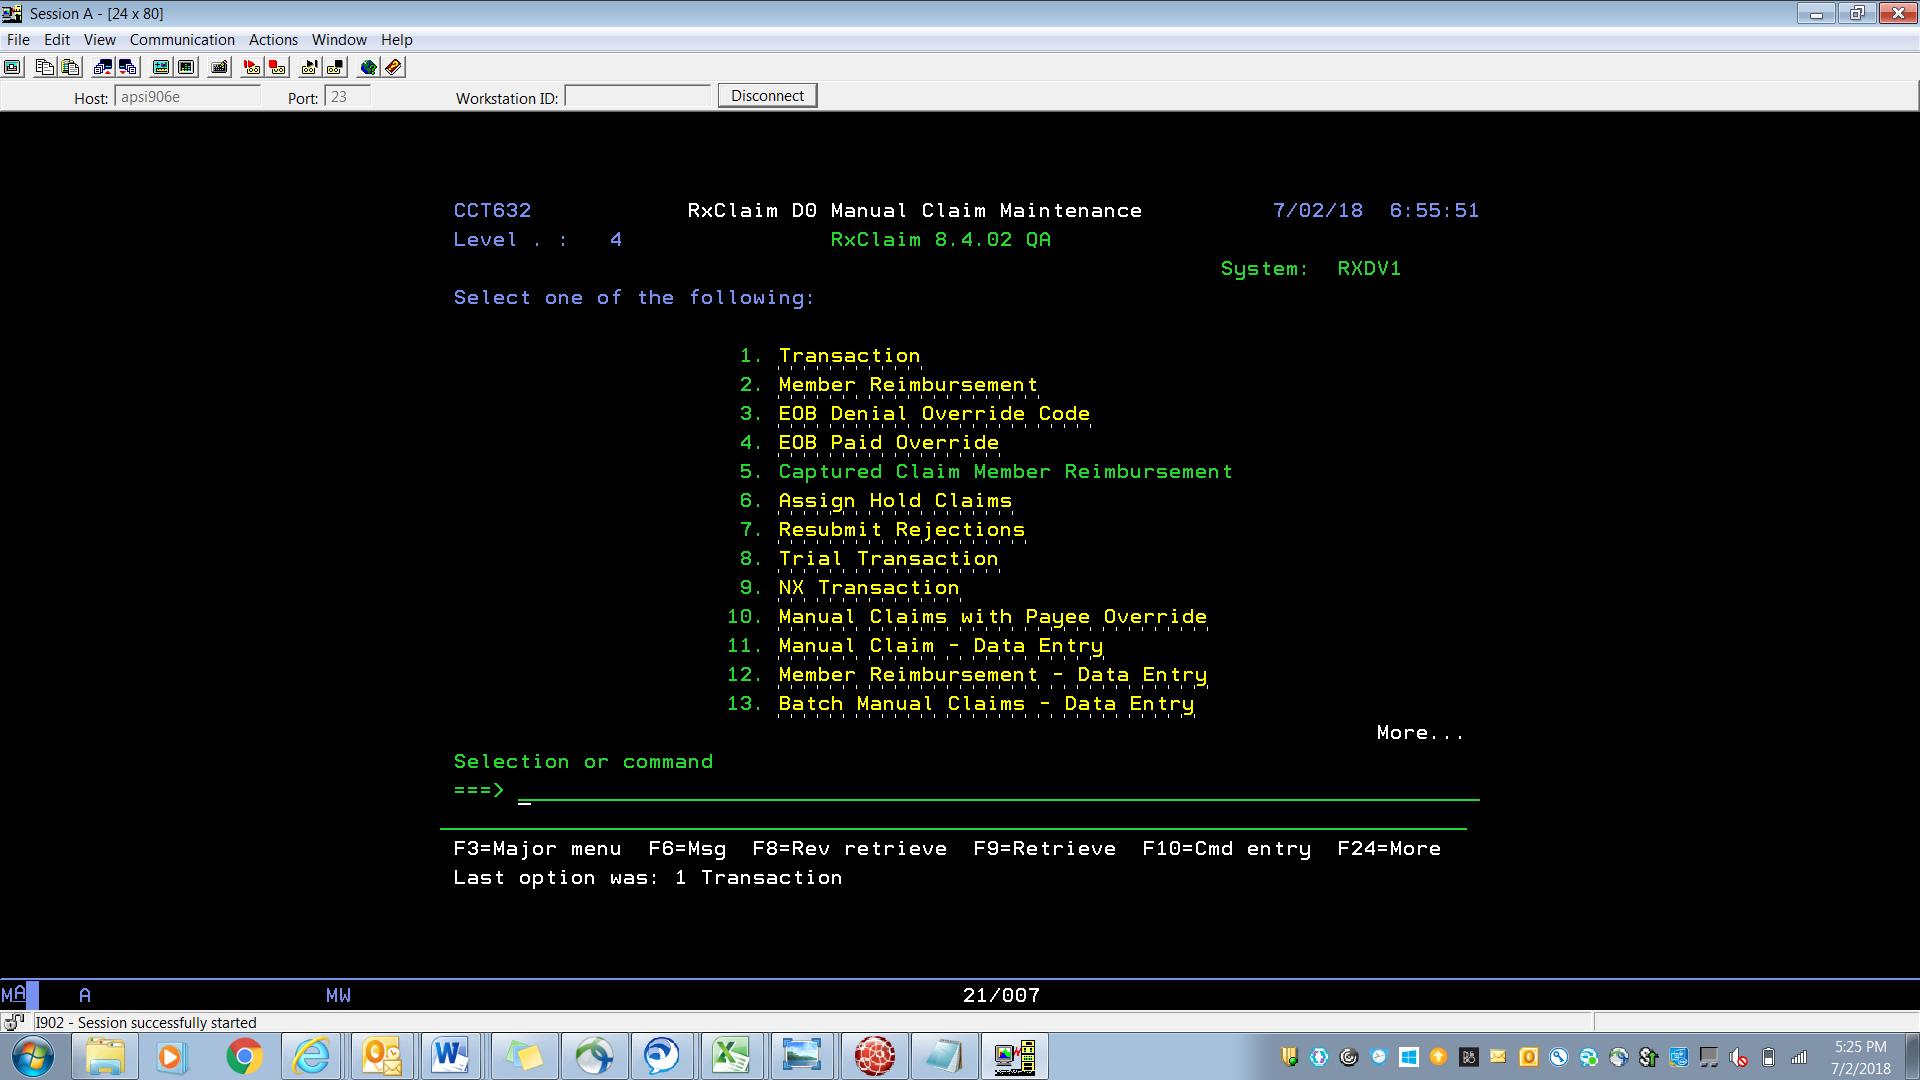 Session A - [24 x 80]
File Edit View Communication Actions Window Help
Host: apsi906e Port: 23 Workstation ID: Disconnect
CCT632 RxClaim D0 Manual Claim Maintenance 7/02/18 6:55:51
Level . : 4 RxClaim 8.4.02 QA
System: RXDV1
Select one of the following:
1. Transaction
2. Member Reimbursement
3. EOB Denial Override Code
4. EOB Paid Override
5. Captured Claim Member Reimbursement
6. Assign Hold Claims
7. Resubmit Rejections
8. Trial Transaction
9. NX Transaction
10. Manual Claims with Payee Override
11. Manual Claim - Data Entry
12. Member Reimbursement - Data Entry
13. Batch Manual Claims - Data Entry
More...
Selection or command
===>
F3=Major menu F6=Msg F8=Rev retrieve F9=Retrieve F10=Cmd entry F24=More
Last option was: 1 Transaction
MA A MW 21/007
I902 - Session successfully started
5:25 PM
7/2/2018